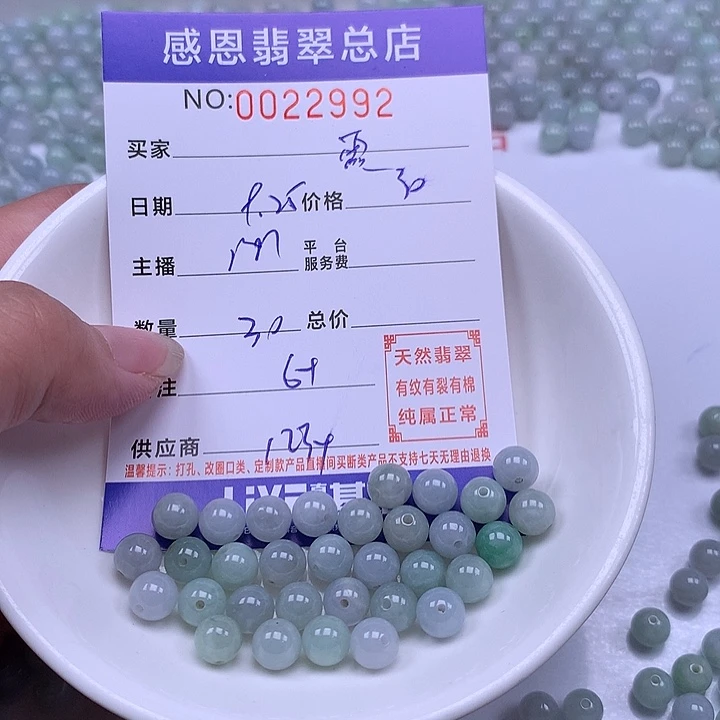 感恩翡翠总店
NO:0022992
买家
日期 价格 30
主播 平台服务费
数量 30 总价
注 6+
天然翡翠
有纹有裂有棉
纯属正常
供应商 1234
温馨提示：打孔、改圈口类、定制款产品直播间买断类产品不支持七天无理由退换